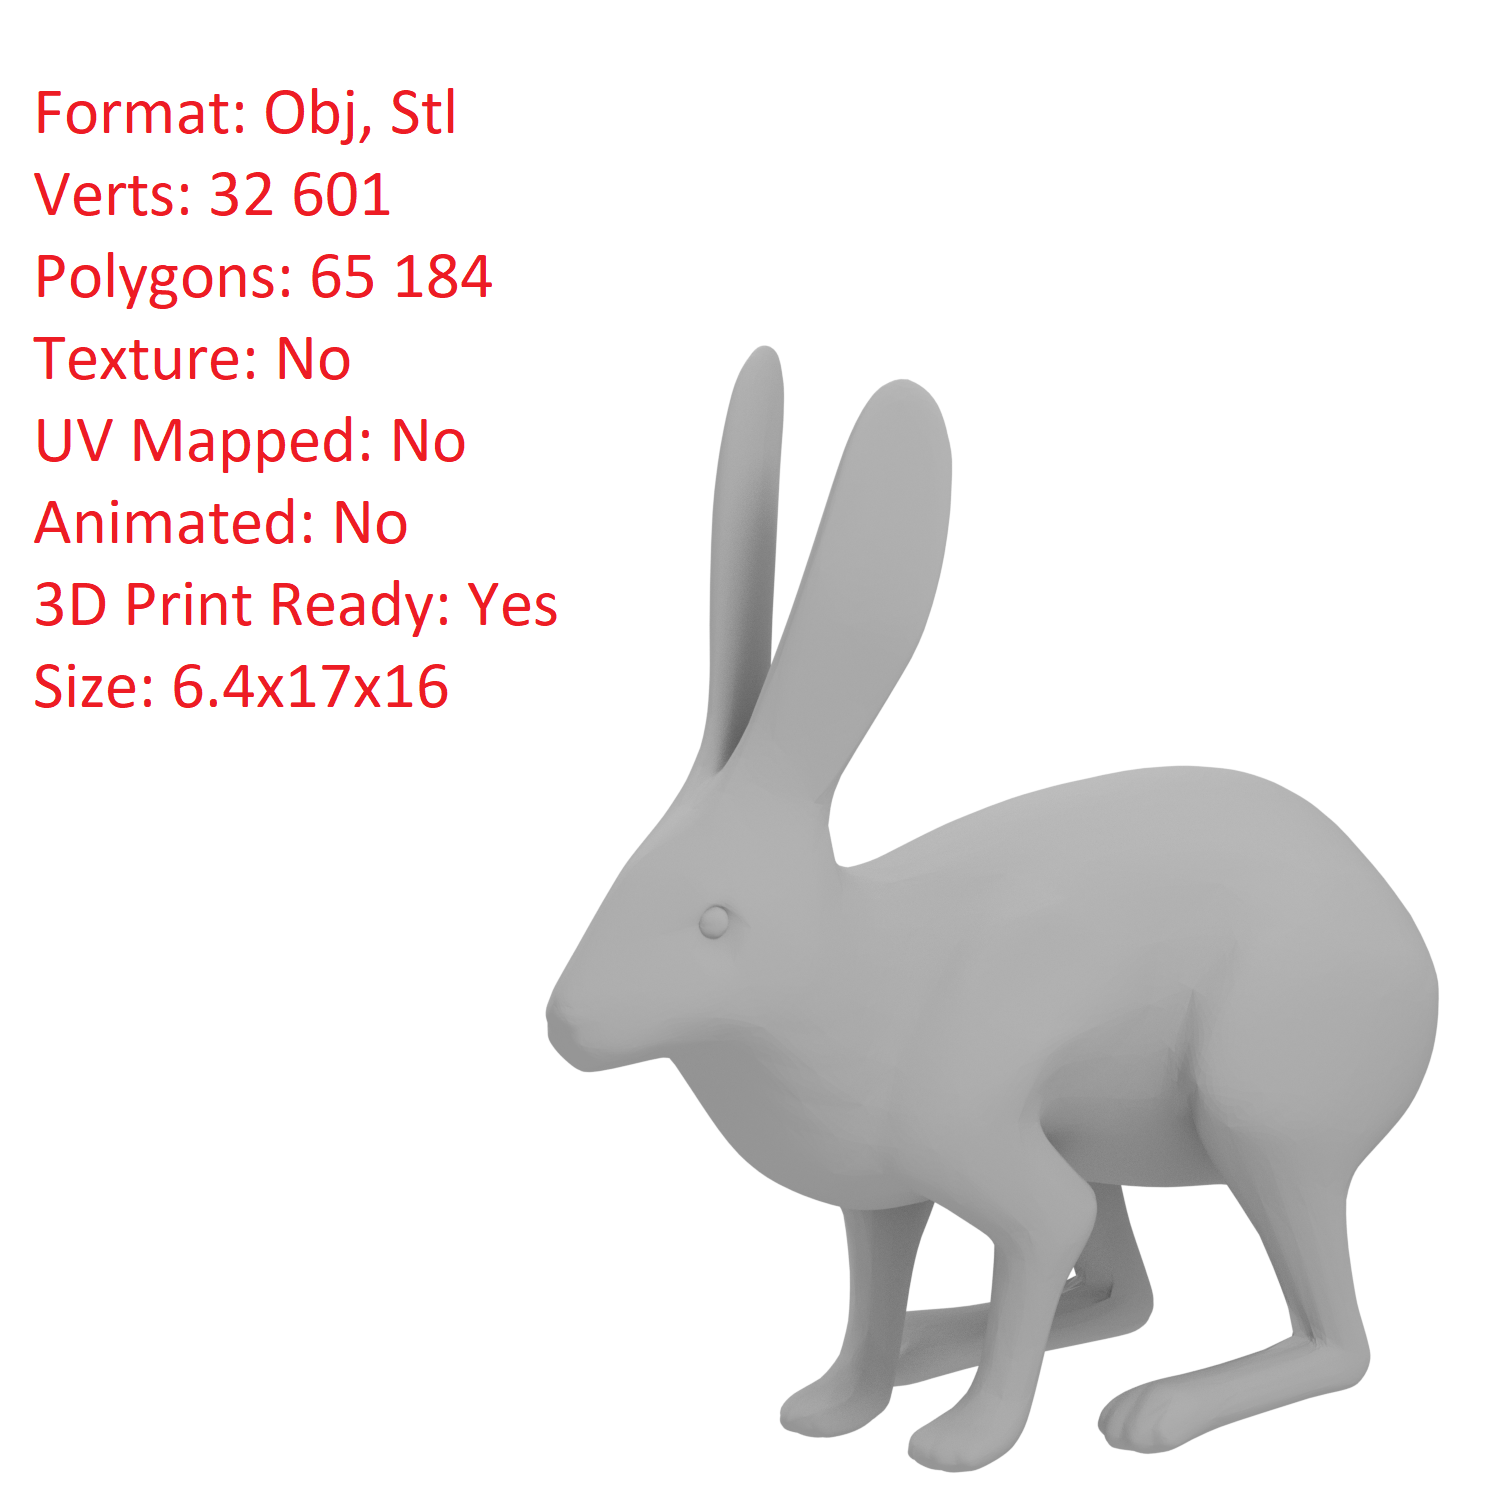 Format: Obj, Stl
Verts: 32 601
Polygons: 65 184
Texture: No
UV Mapped: No
Animated: No
3D Print Ready: Yes
Size: 6.4x17x16